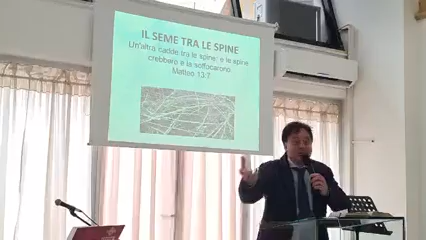 IL SEME TRA LE SPINE
Un'altra cadde tra le spine, e le spine
crebbero e la soffocarono.
Matteo 13:7